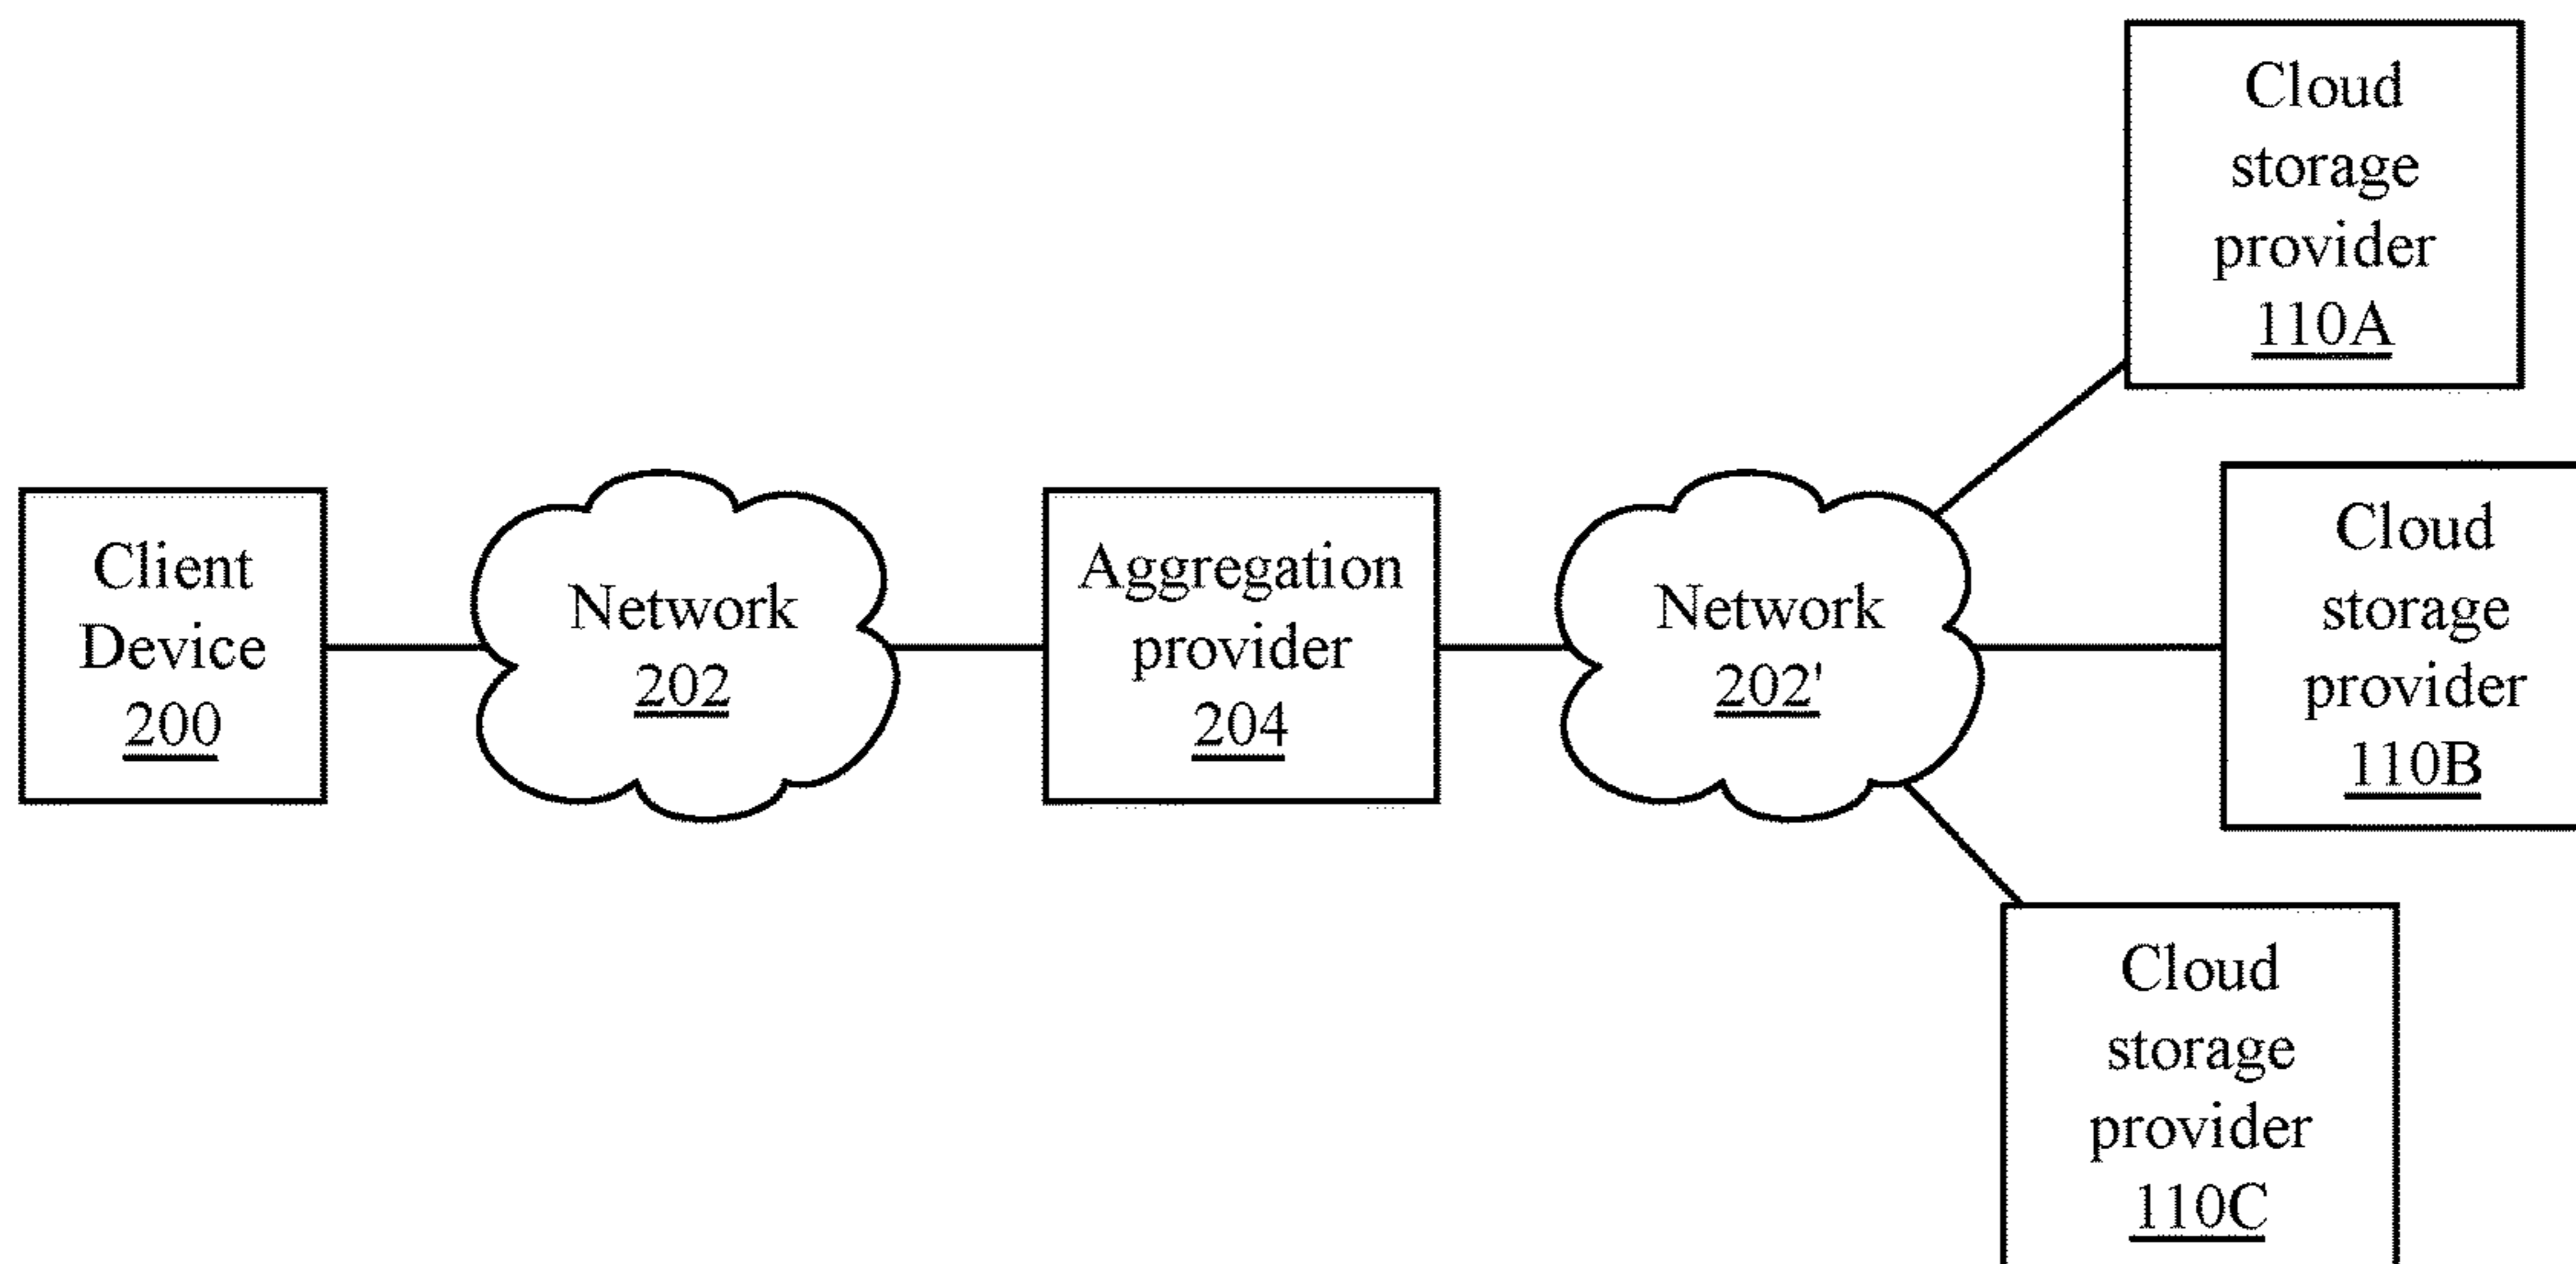 Client
Device
200
Network
202
Aggregation
provider
204
Network
202'
Cloud
storage
provider
110A
Cloud
storage
provider
110B
Cloud
storage
provider
110C